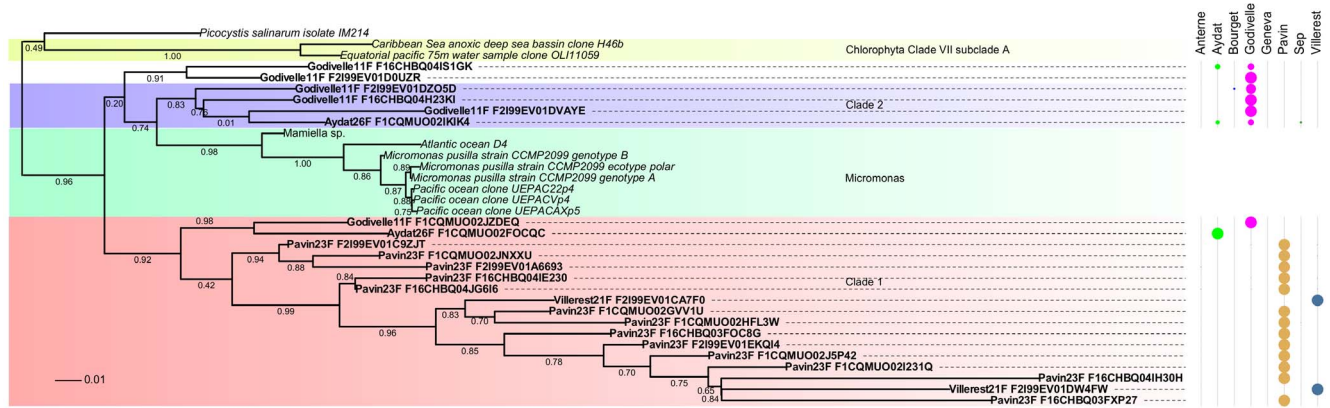 Anterne
Aydat
Bourget
Godivelle
Geneva
Pavin
Sep
Villerest
Picocystis salinarum isolate IM214
0.49
Caribbean Sea anoxic deep sea bassin clone H46b
Chlorophyta Clade VII subclade A
1.00
Equatorial pacific 75m water sample clone OLI11059
Godivelle11F F16CHBQ04IS1GK
0.91
Godivelle11F F2I99EV01D0UZR
Godivelle11F F2I99EV01DZO5D
0.20
0.83
Godivelle11F F16CHBQ04H23KI
Clade 2
0.76
Godivelle11F F2I99EV01DVAYE
0.01
Aydat26F F1CQMUO02IKIK4
0.74
Mamiella sp.
0.98
Atlantic ocean D4
Micromonas pusilla strain CCMP2099 genotype B
1.00
0.89
Micromonas pusilla strain CCMP2099 ecotype polar
0.86
Micromonas pusilla strain CCMP2099 genotype A
Micromonas
0.96
0.87
Pacific ocean clone UEPAC22p4
0.88
Pacific ocean clone UEPACVp4
0.75
Pacific ocean clone UEPACAXp5
0.98
Godivelle11F F1CQMUO02JZDEQ
Aydat26F F1CQMUO02FOCQC
Pavin23F F2I99EV01C9ZJT
0.92
0.94
Pavin23F F1CQMUO02JNXXU
0.88
Pavin23F F2I99EV01A6693
0.42
0.84
Pavin23F F16CHBQ04IE230
Clade 1
Pavin23F F16CHBQ04JG6I6
Villerest21F F2I99EV01CA7F0
0.99
0.83
Pavin23F F1CQMUO02GVV1U
0.70
Pavin23F F1CQMUO02HFL3W
0.96
Pavin23F F16CHBQ03FOC8G
Pavin23F F2I99EV01EKQI4
0.85
Pavin23F F1CQMUO02J5P42
0.78
Pavin23F F1CQMUO02I231Q
0.70
0.01
0.75
Pavin23F F16CHBQ04IH30H
0.65
Villerest21F F2I99EV01DW4FW
0.84
Pavin23F F16CHBQ03FXP27